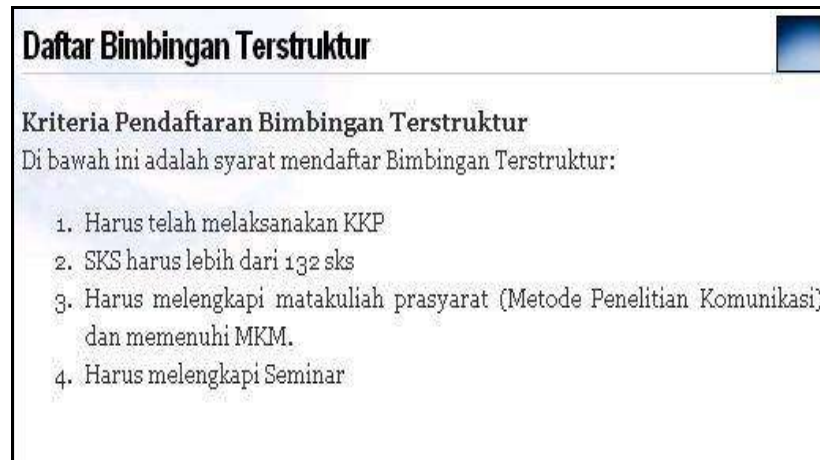 Daftar Bimbingan Terstruktur
Kriteria Pendaftaran Bimbingan Terstruktur
Di bawah ini adalah syarat mendaftar Bimbingan Terstruktur:
1. Harus telah melaksanakan KKP
2. SKS harus lebih dari 132 sks
3. Harus melengkapi matakuliah prasyarat (Metode Penelitian Komunikasi)
dan memenuhi MKM.
4. Harus melengkapi Seminar